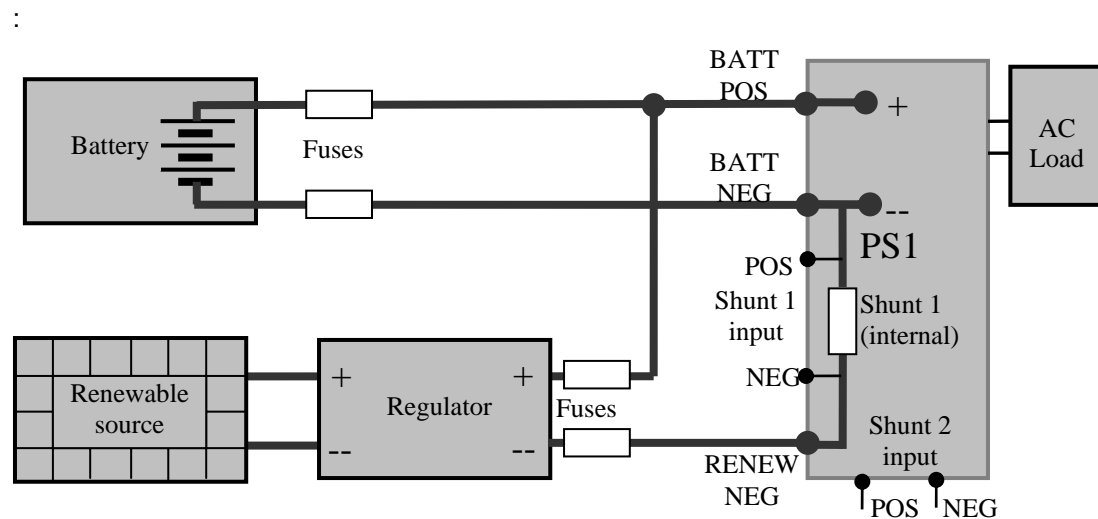 :
BATT
POS
+
Battery
Fuses
AC
Load
BATT
NEG
--
PS1
POS
Shunt 1
input
Shunt 1
(internal)
NEG
Renewable
source
+
--
Regulator
+
--
Fuses
RENEW
NEG
Shunt 2
input
POS
NEG